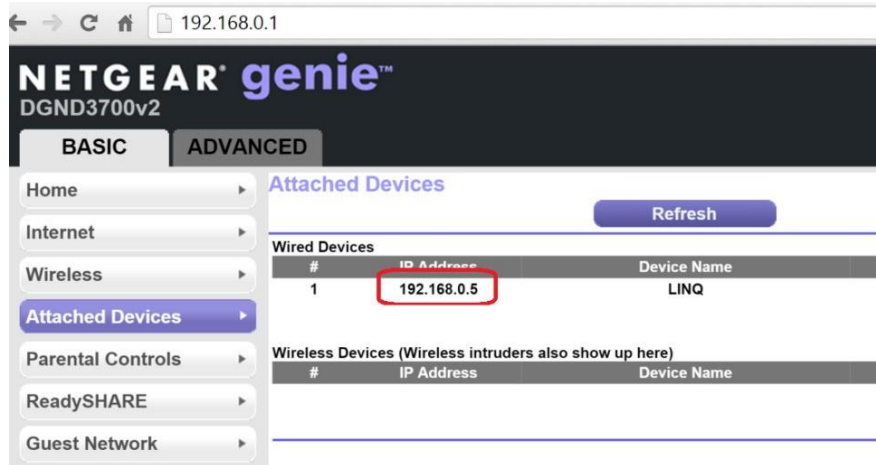 192.168.0.1
NETGEAR® genie™
DGND3700v2
BASIC ADVANCED
Home
Internet
Wireless
Attached Devices
Parental Controls
ReadySHARE
Guest Network
Attached Devices
Refresh
Wired Devices
# IP Address Device Name
1 192.168.0.5 LINQ
Wireless Devices (Wireless intruders also show up here)
# IP Address Device Name